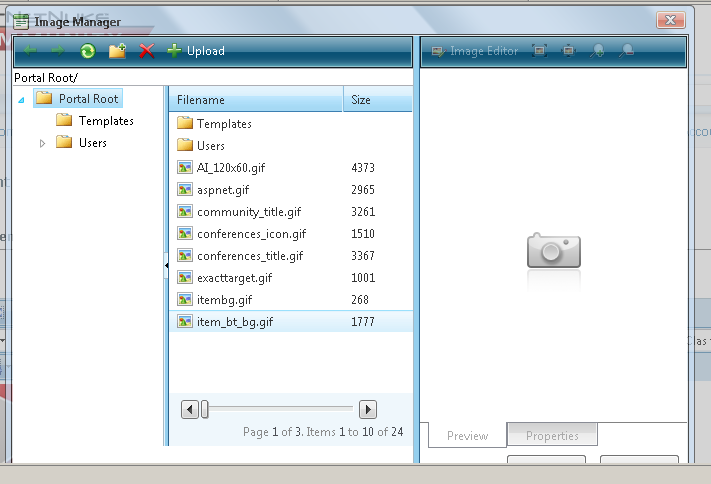 Image Manager
Upload
Image Editor
Portal Root/
Portal Root
Templates
Users
Filename Size
Templates
Users
AI_120x60.gif 4373
aspnet.gif 2965
community_title.gif 3261
conferences_icon.gif 1510
conferences_title.gif 3367
exacttarget.gif 1001
itembg.gif 268
item_bt_bg.gif 1777
Page 1 of 3. Items 1 to 10 of 24
Preview
Properties